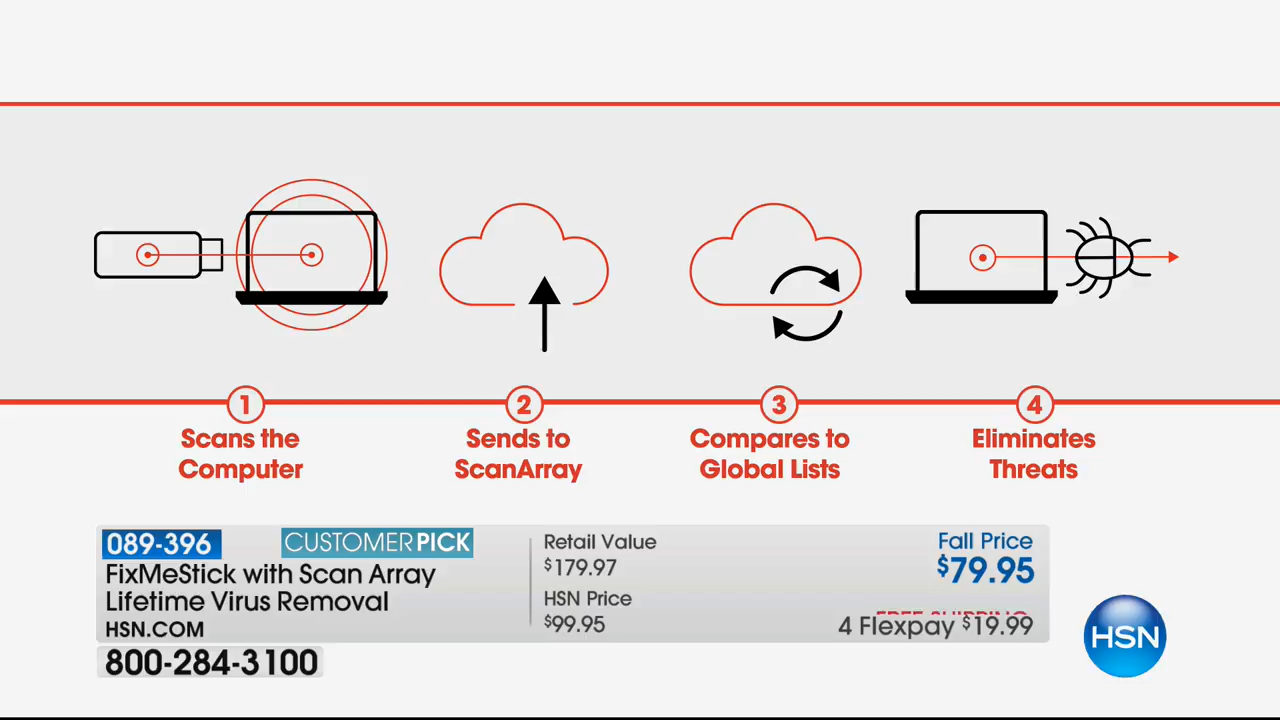 1
Scans the
Computer
2
Sends to
ScanArray
3
Compares to
Global Lists
4
Eliminates
Threats
089-396
CUSTOMERPICK
FixMeStick with Scan Array
Lifetime Virus Removal
HSN.COM
800-284-3100
Retail Value
$179.97
HSN Price
$99.95
Fall Price
$79.95
FREE SHIPPING
4 Flexpay $19.99
HSN